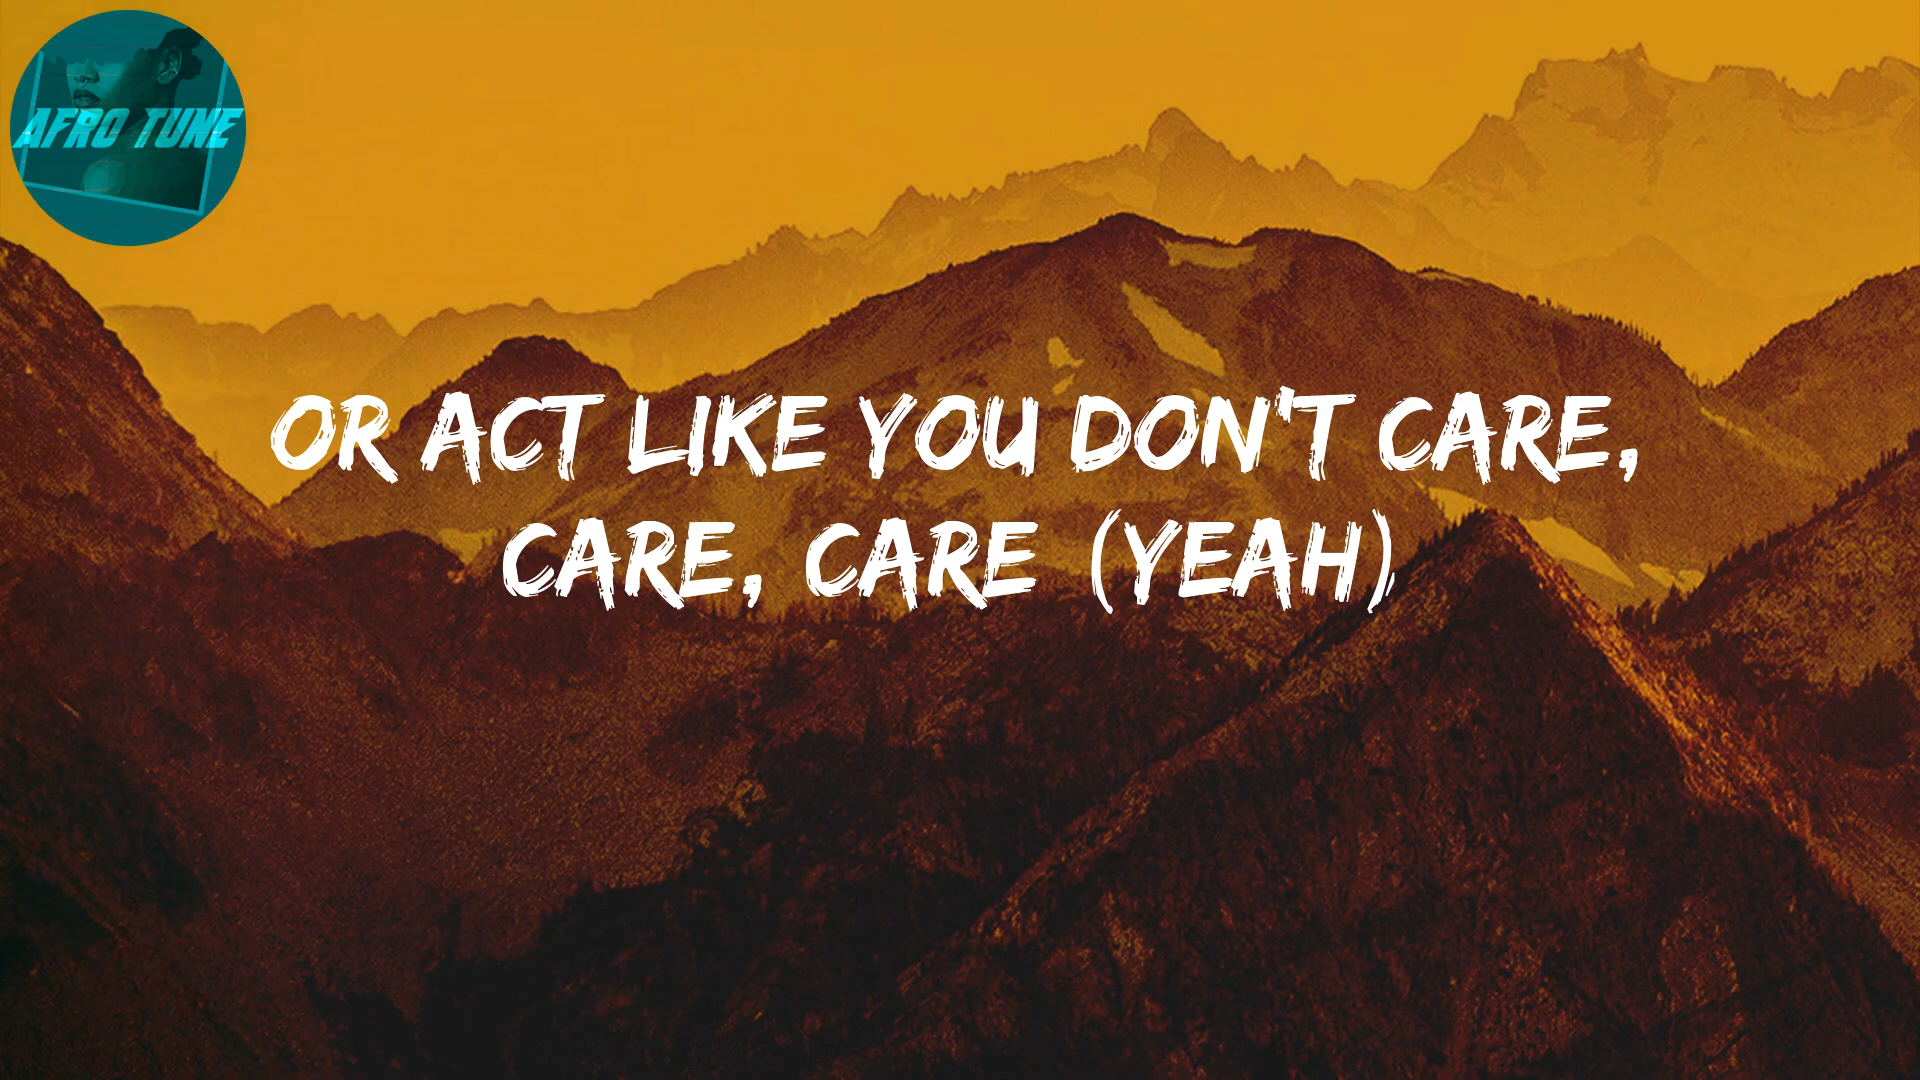 AFRO TUNE
OR ACT LIKE YOU DON'T CARE,
CARE, CARE (YEAH)